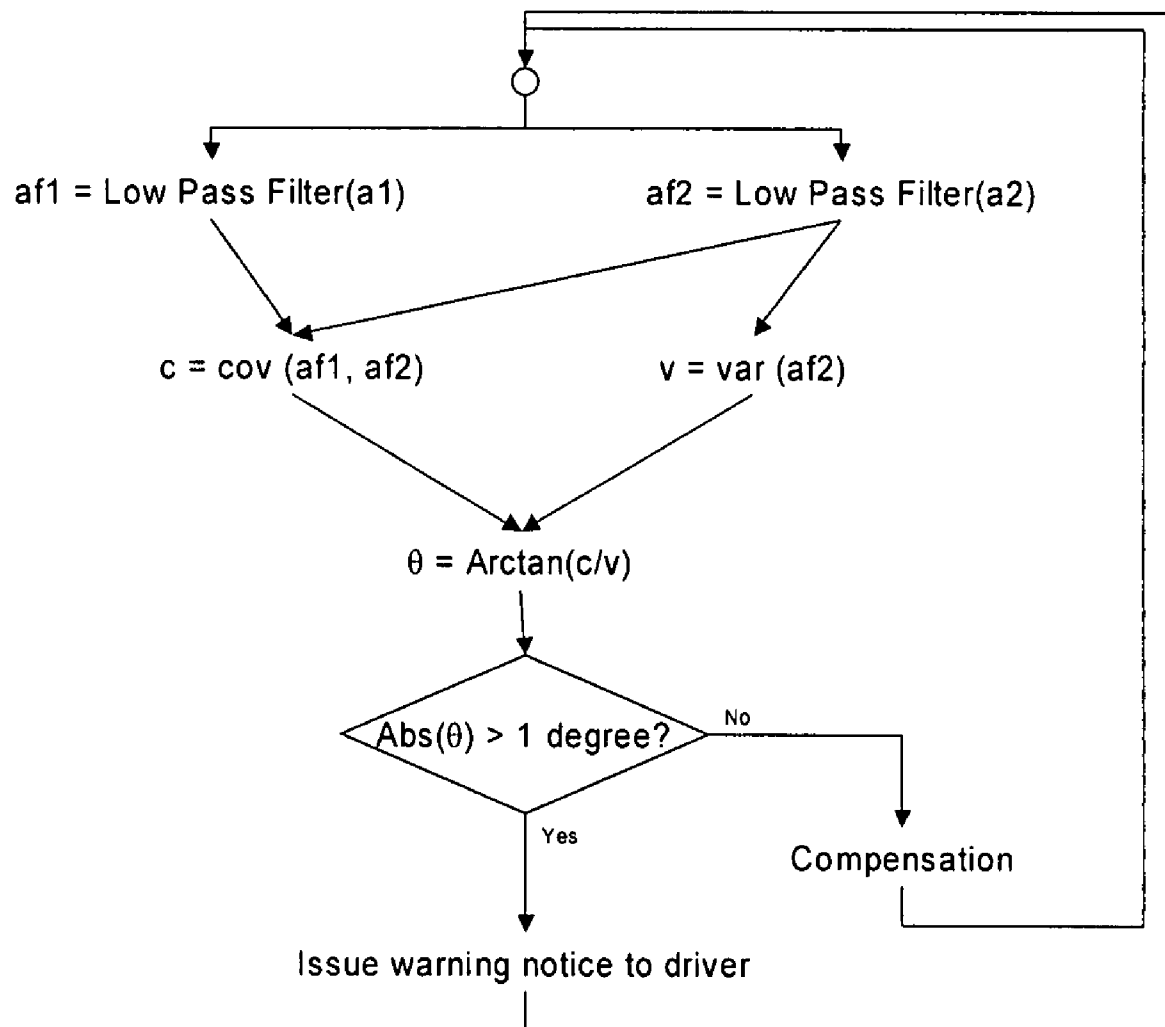 af1 = Low Pass Filter(a1)
af2 = Low Pass Filter(a2)
c = cov (af1, af2)
v = var (af2)
θ = Arctan(c/v)
Abs(θ) > 1 degree?
No
Yes
Compensation
Issue warning notice to driver